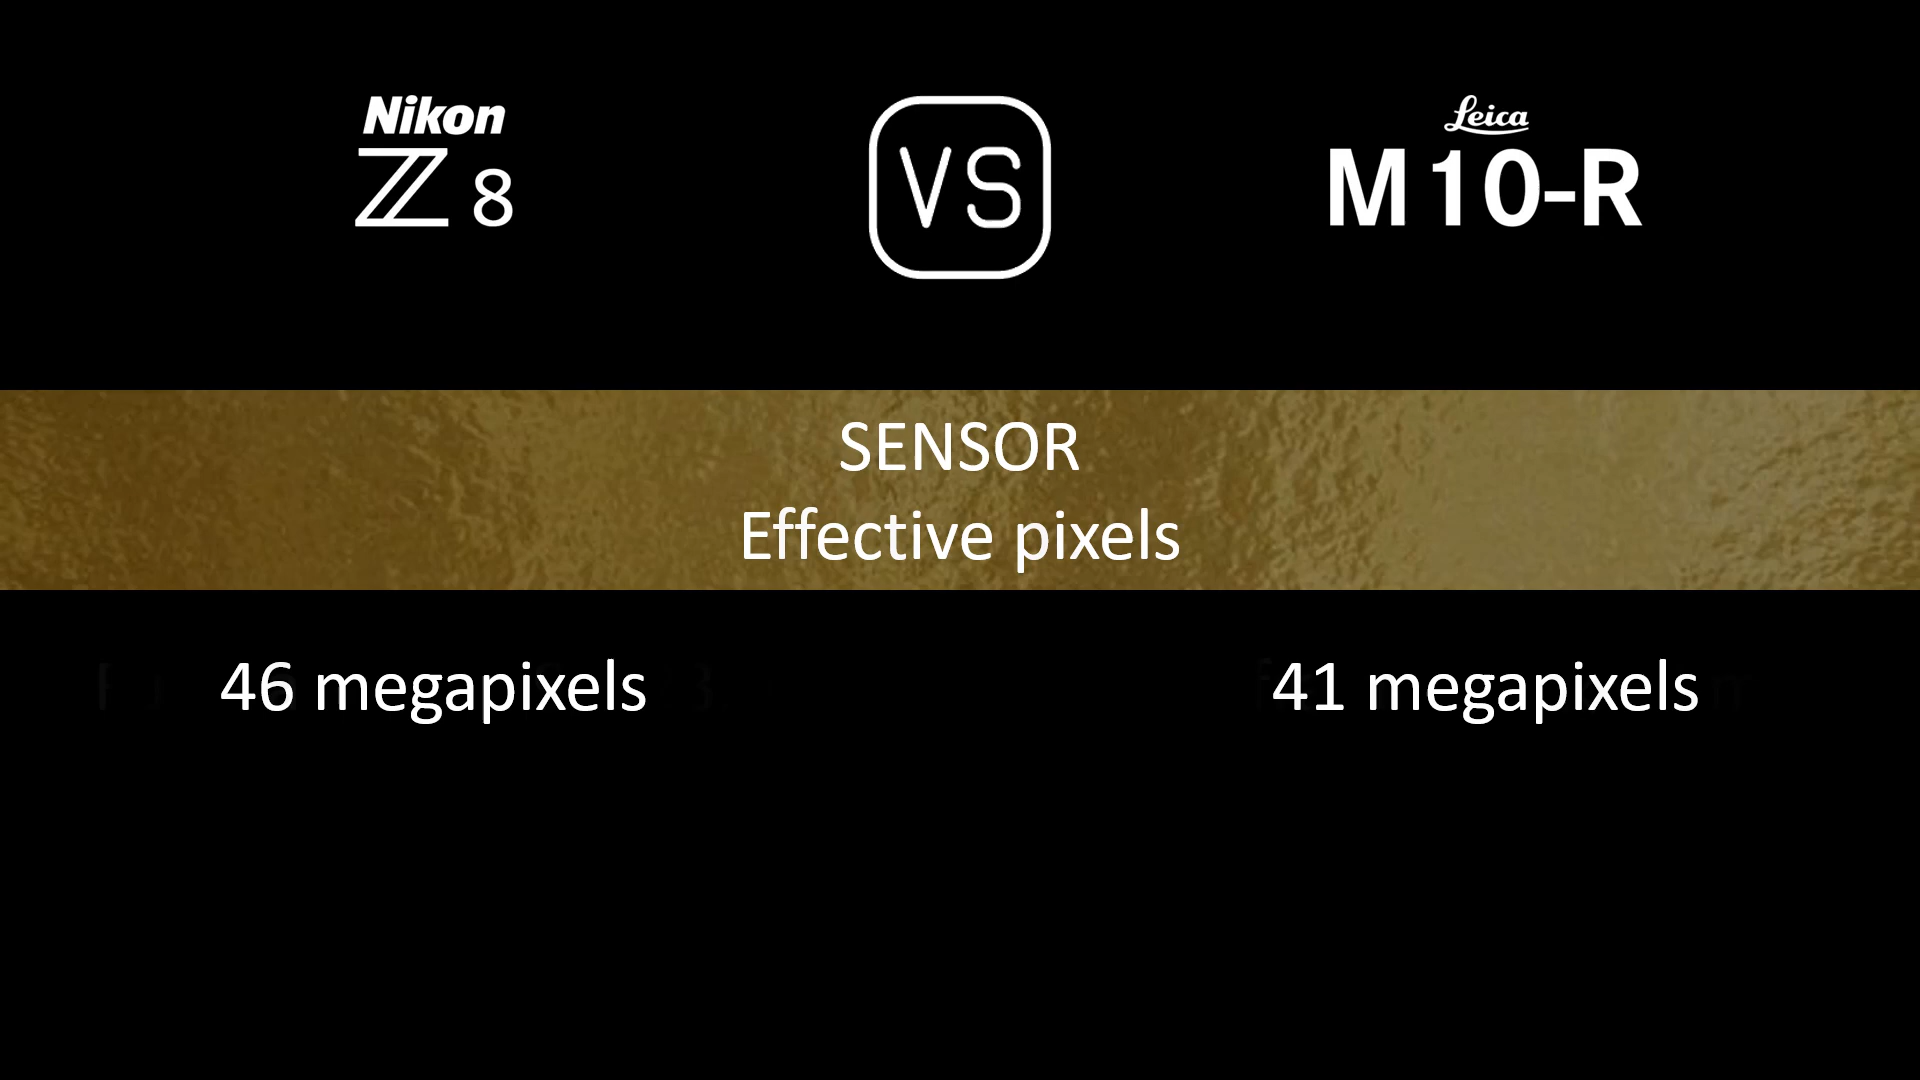 Nikon
Z 8
VS
Leica
M10-R
SENSOR
Effective pixels
46 megapixels
41 megapixels